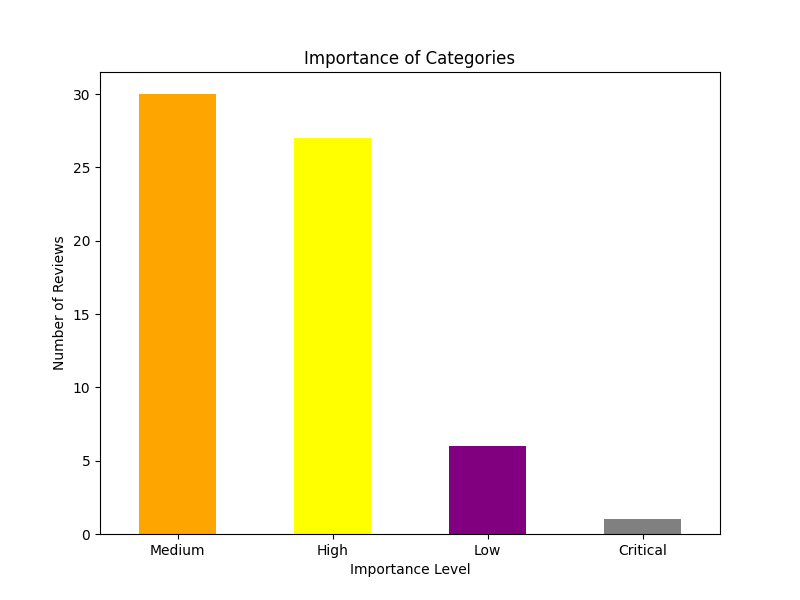 Importance of Categories
30
25
20
15
10
5
0
Number of Reviews
Medium High Low Critical
Importance Level